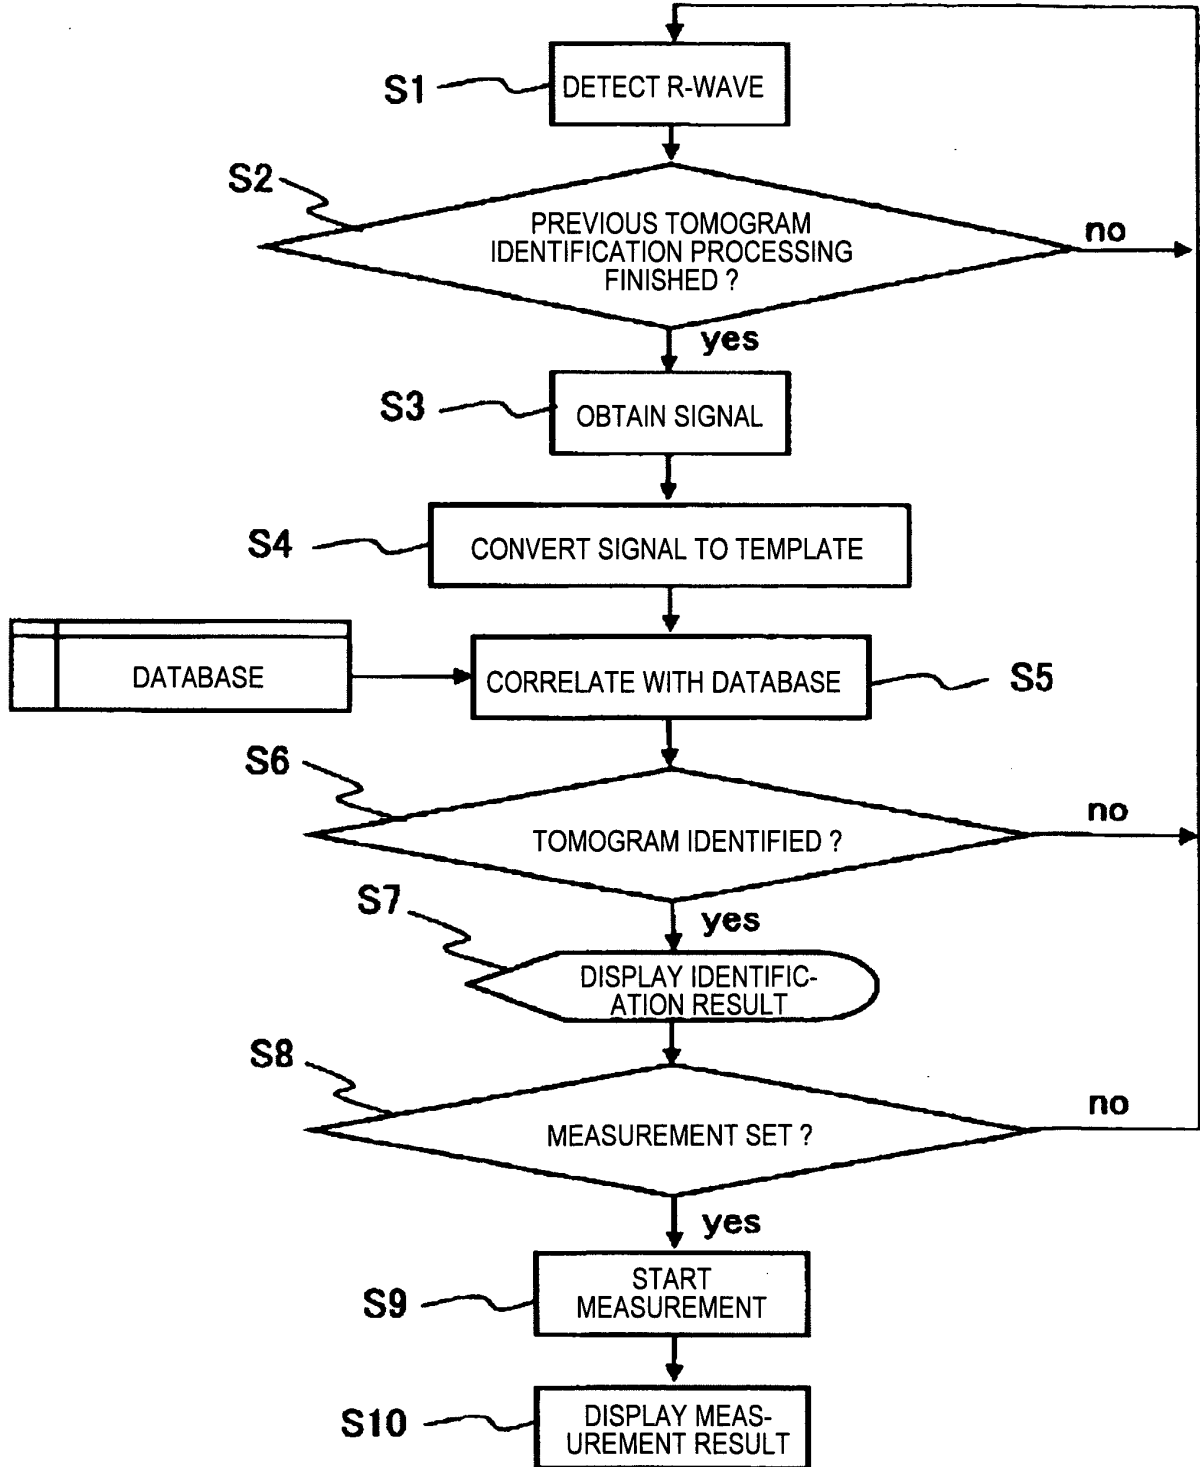 S1
DETECT R-WAVE
S2
PREVIOUS TOMOGRAM
IDENTIFICATION PROCESSING
FINISHED ?
no
yes
S3
OBTAIN SIGNAL
S4
CONVERT SIGNAL TO TEMPLATE
DATABASE
CORRELATE WITH DATABASE
S5
S6
TOMOGRAM IDENTIFIED ?
no
yes
S7
DISPLAY IDENTIFIC-
ATION RESULT
S8
MEASUREMENT SET ?
no
yes
S9
START
MEASUREMENT
S10
DISPLAY MEAS-
UREMENT RESULT